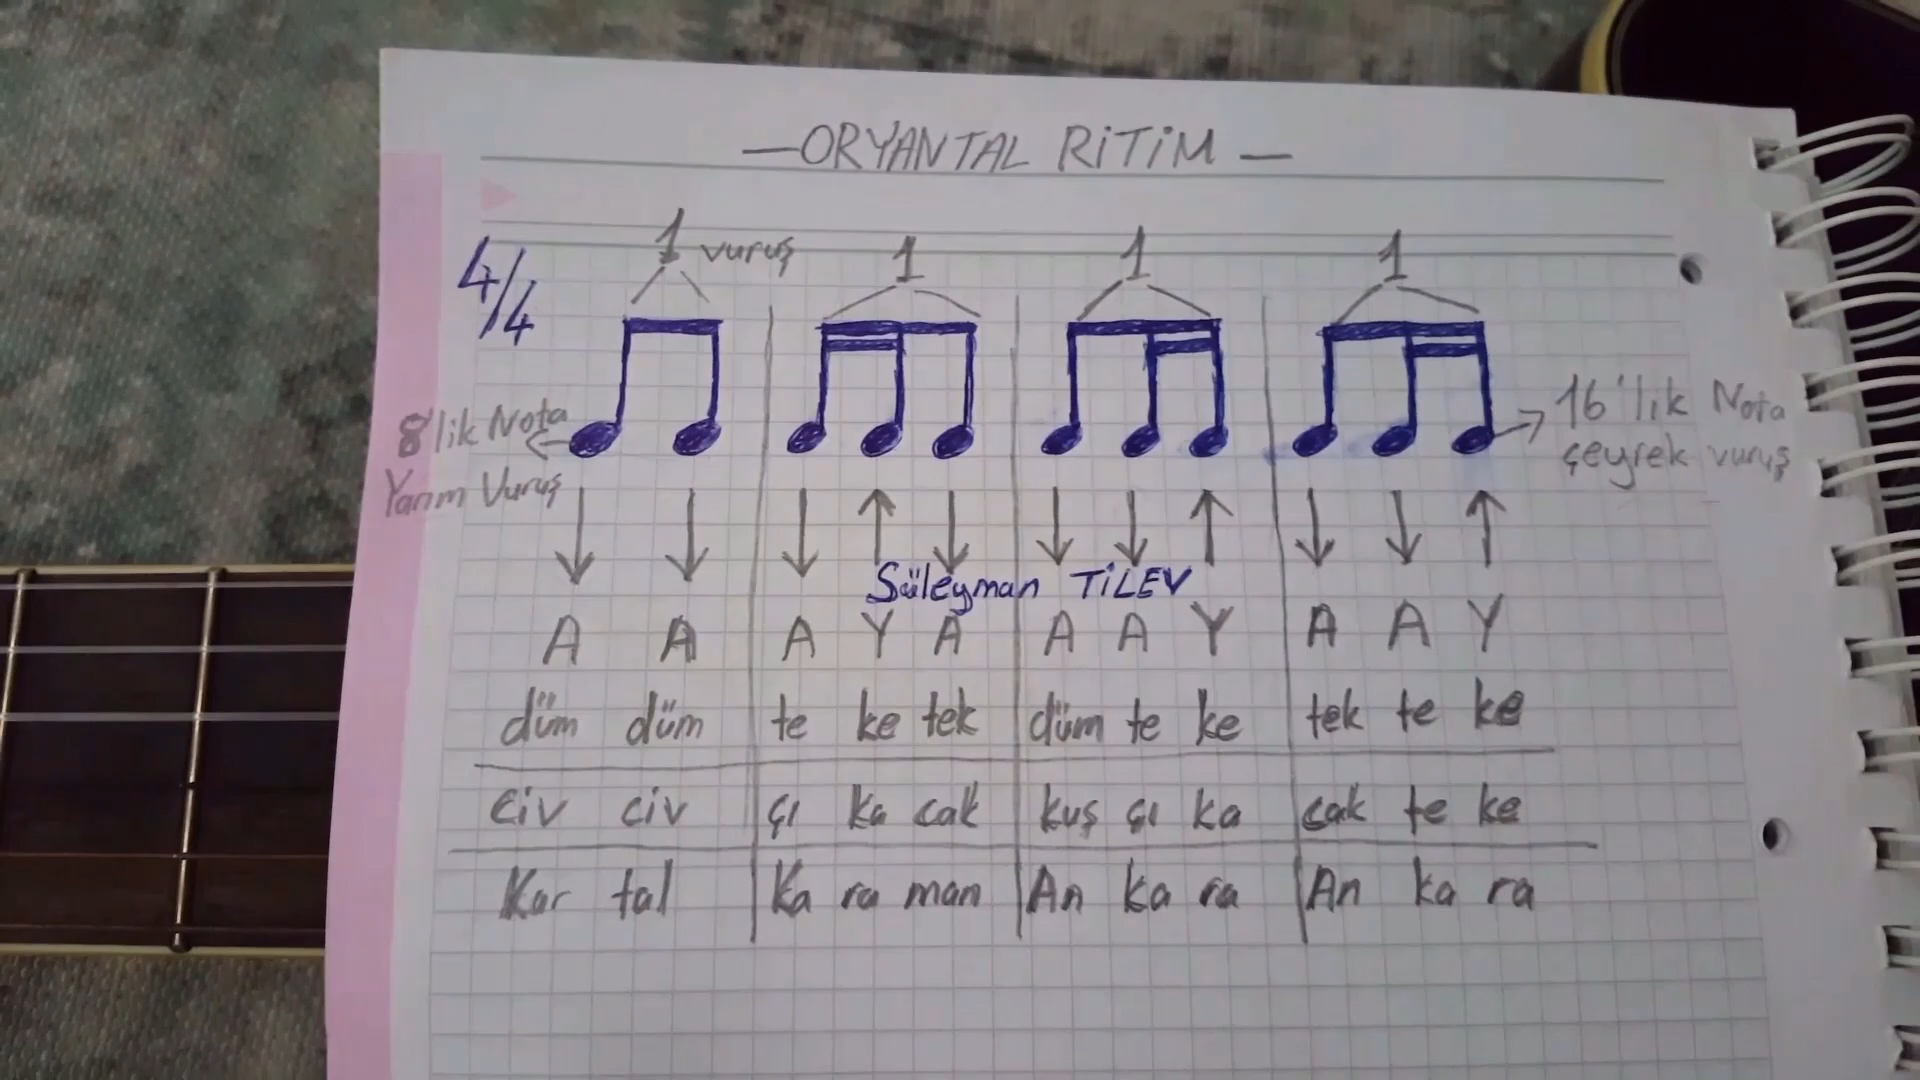 —ORYANTAL RİTİM—
1 vuruş 1 1 1
4/4
8'lik Nota
Yarım Vuruş
16'lık Nota
çeyrek vuruş
Süleyman TİLEV
A A A Y A A A Y A A Y
düm düm te ke tek düm te ke tek te ke
civ civ çı ka cak kuş çı ka cak te ke
Kar tal Ka ra man An ka ra An ka ra